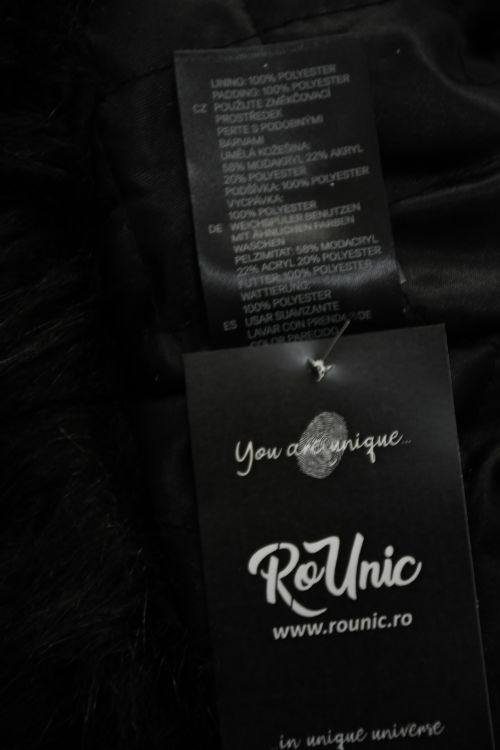 LINING: 100% POLYESTER
PADDING: 100% POLYESTER
CZ POUŽIJTE ZMĚKČOVACÍ
PROSTŘEDEK
PERTE S PODOBNÝMI
BARVAMI
UMĚLÁ KOŽEŠINA:
58% MODAKRYL 22% AKRYL
20% POLYESTER
PODŠÍVKA: 100% POLYESTER
VYCPÁVKA:
100% POLYESTER
DE WEICHSPÜLER BENUTZEN
MIT ÄHNLICHEN FARBEN
WASCHEN
PELZIMITAT: 58% MODACRYL
22% ACRYL 20% POLYESTER
FUTTER: 100% POLYESTER
WATTIERUNG:
100% POLYESTER
ES USAR SUAVIZANTE
LAVAR CON PRENDAS DE
COLOR PARECIDO
You are unique...
RoUnic
www.rounic.ro
in unique universe